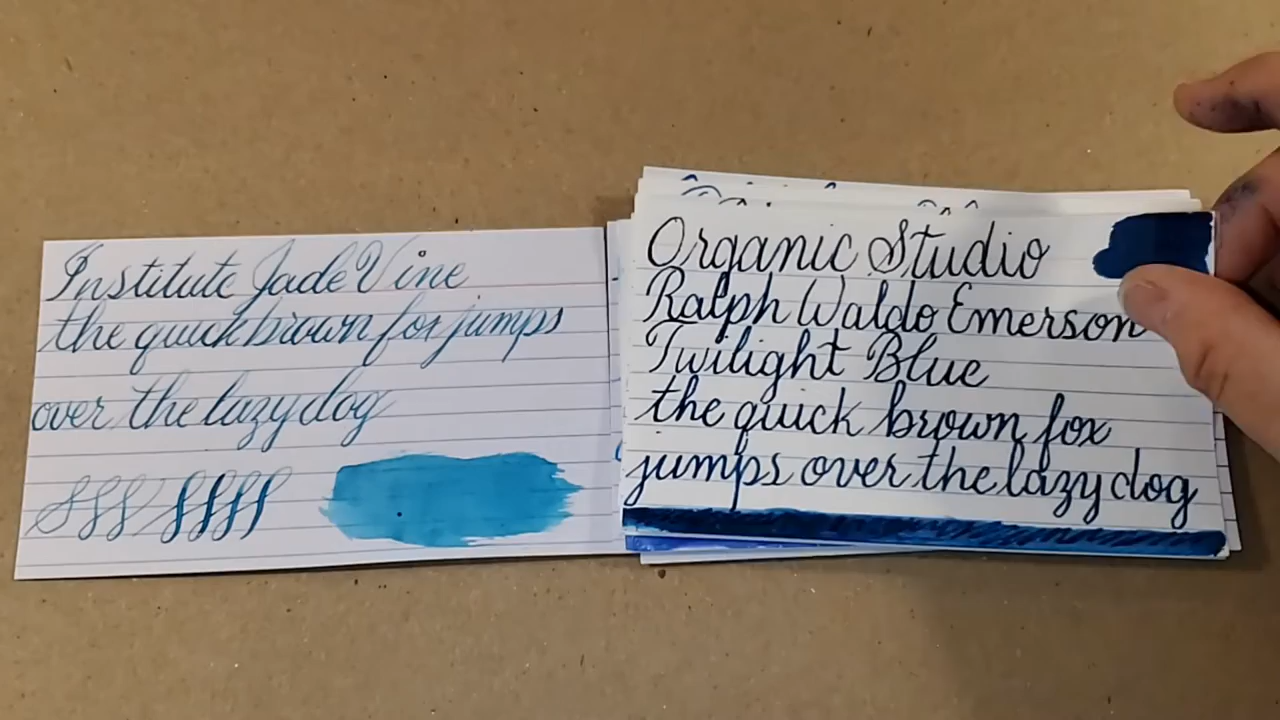 Institute Jade Vine
the quick brown fox jumps
over the lazy dog
Organic Studio
Ralph Waldo Emerson
Twilight Blue
the quick brown fox
jumps over the lazy dog